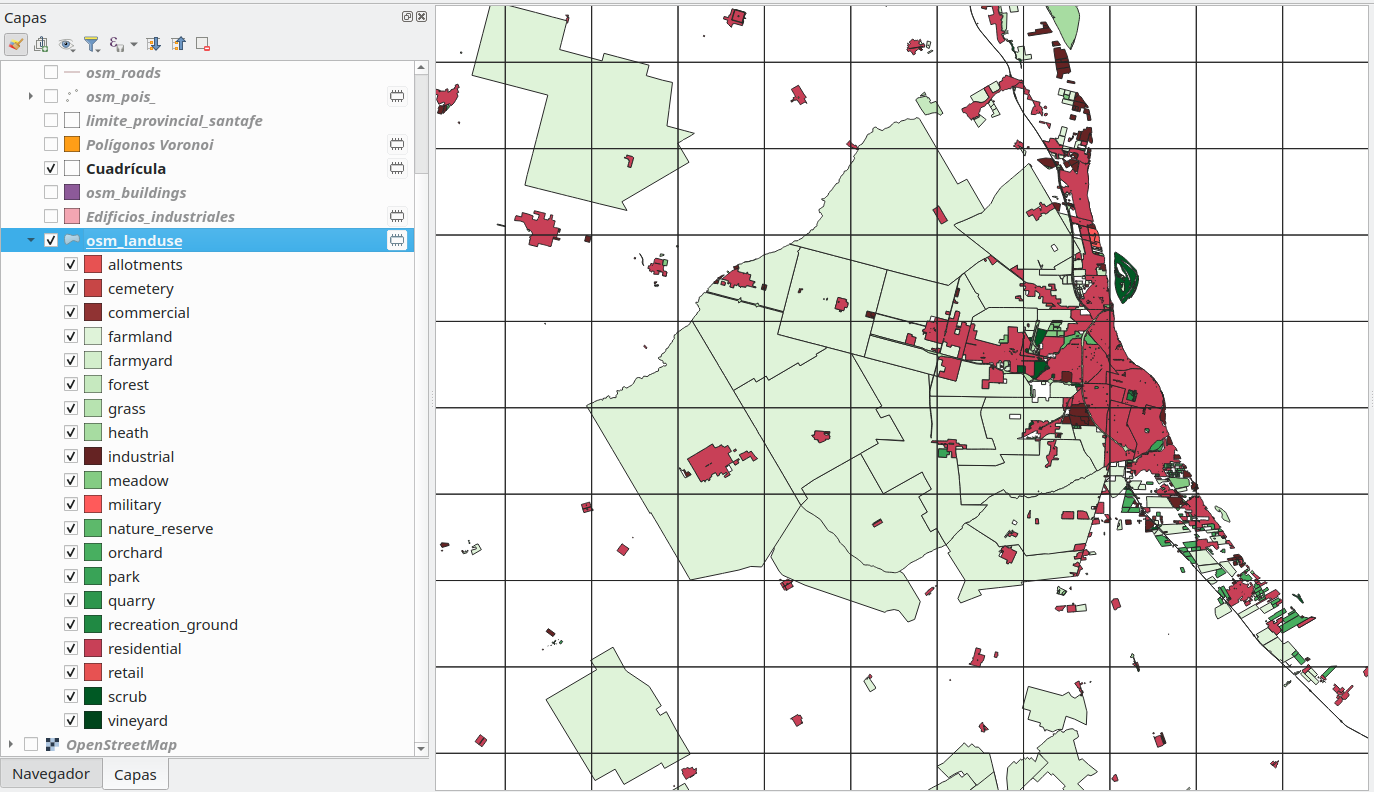 Capas
osm_roads
osm_pois_
limite_provincial_santafe
Polígonos Voronoi
Cuadrícula
osm_buildings
Edificios_industriales
osm_landuse
allotments
cemetery
commercial
farmland
farmyard
forest
grass
heath
industrial
meadow
military
nature_reserve
orchard
park
quarry
recreation_ground
residential
retail
scrub
vineyard
OpenStreetMap
Navegador Capas